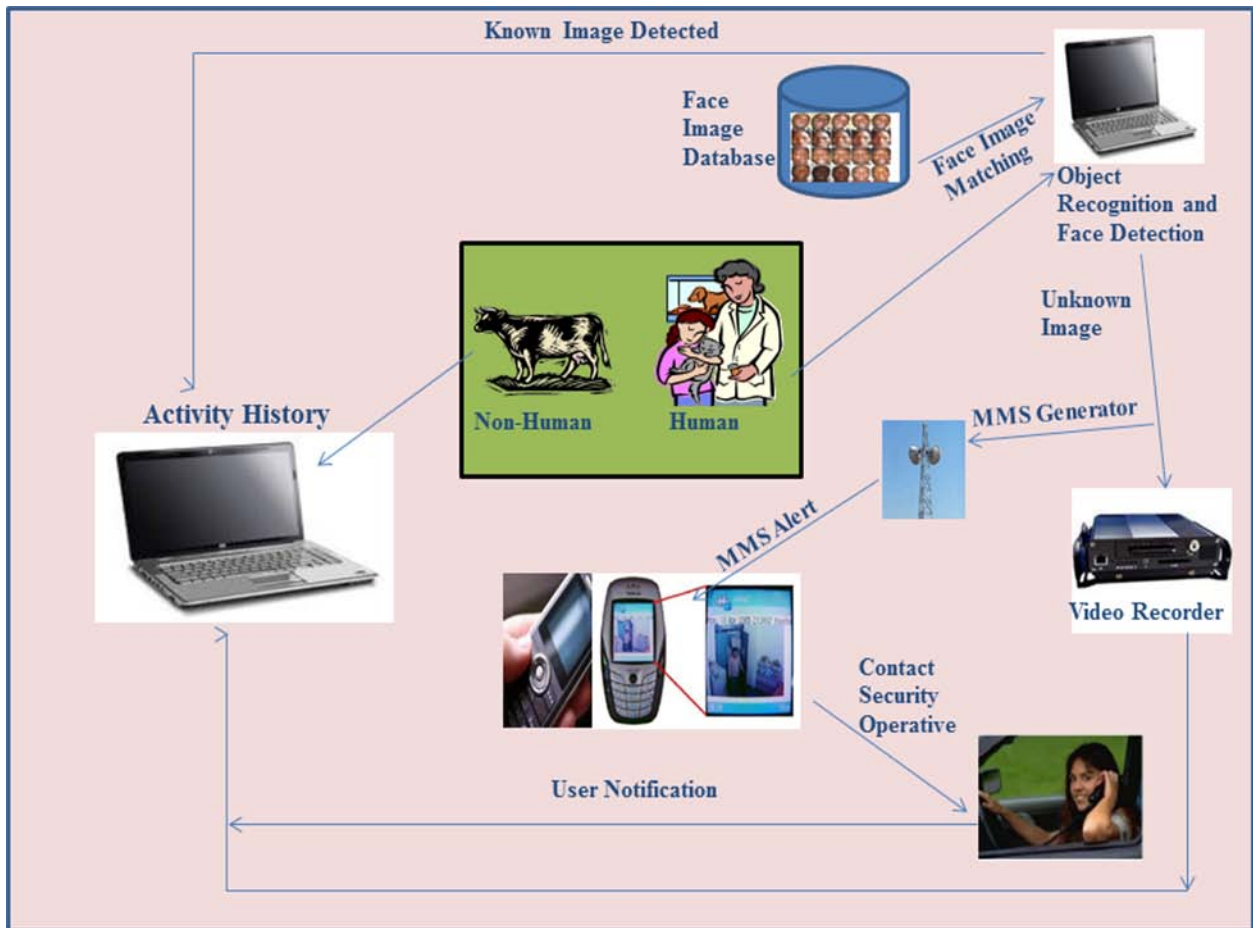 Known Image Detected
Face
Image
Database
Face Image
Matching
Object
Recognition and
Face Detection
Unknown
Image
Non-Human
Human
Activity History
MMS Generator
MMS Alert
Video Recorder
Contact
Security
Operative
User Notification